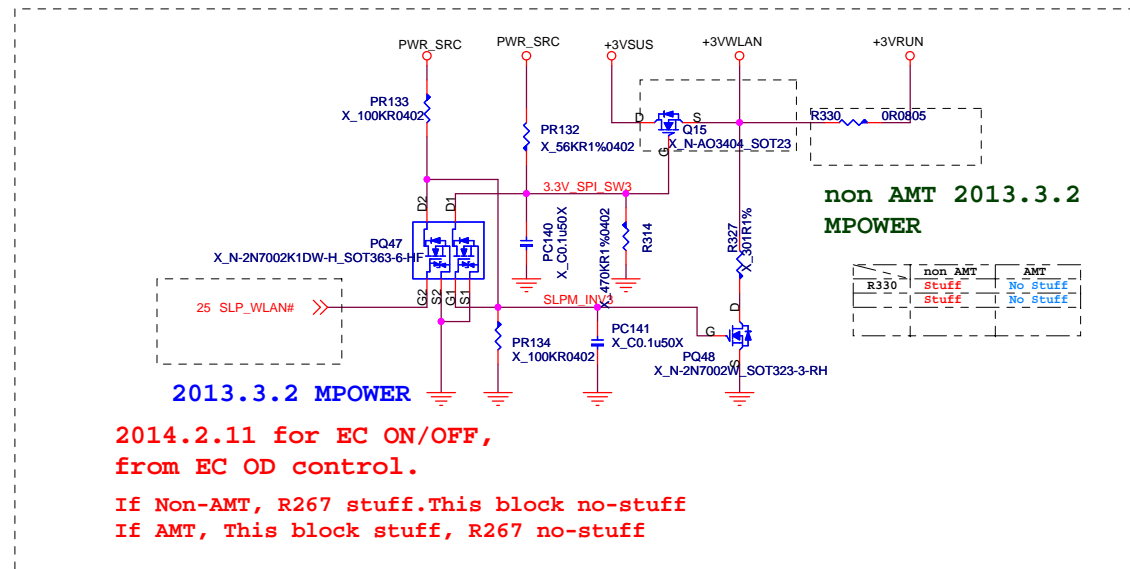 PWR_SRC
PWR_SRC
+3VSUS
+3VWLAN
+3VRUN
PR133
X_100KR0402
PR132
X_56KR1%0402
D
S
G
Q15
X_N-AO3404_SOT23
R330
0R0805
3.3V_SPI_SW3
non AMT 2013.3.2
MPOWER
D2
D1
PQ47
X_N-2N7002K1DW-H_SOT363-6-HF
G2
S2
G1
S1
PC140
X_C0.1u50X
X_470KR1%0402
R314
R327
X_301R1%
non AMT
AMT
R330
Stuff
No Stuff
Stuff
No Stuff
25 SLP_WLAN#
SLPM_INV3
PR134
X_100KR0402
PC141
X_C0.1u50X
D
G
S
PQ48
X_N-2N7002W_SOT323-3-RH
2013.3.2 MPOWER
2014.2.11 for EC ON/OFF,
from EC OD control.
If Non-AMT, R267 stuff.This block no-stuff
If AMT, This block stuff, R267 no-stuff